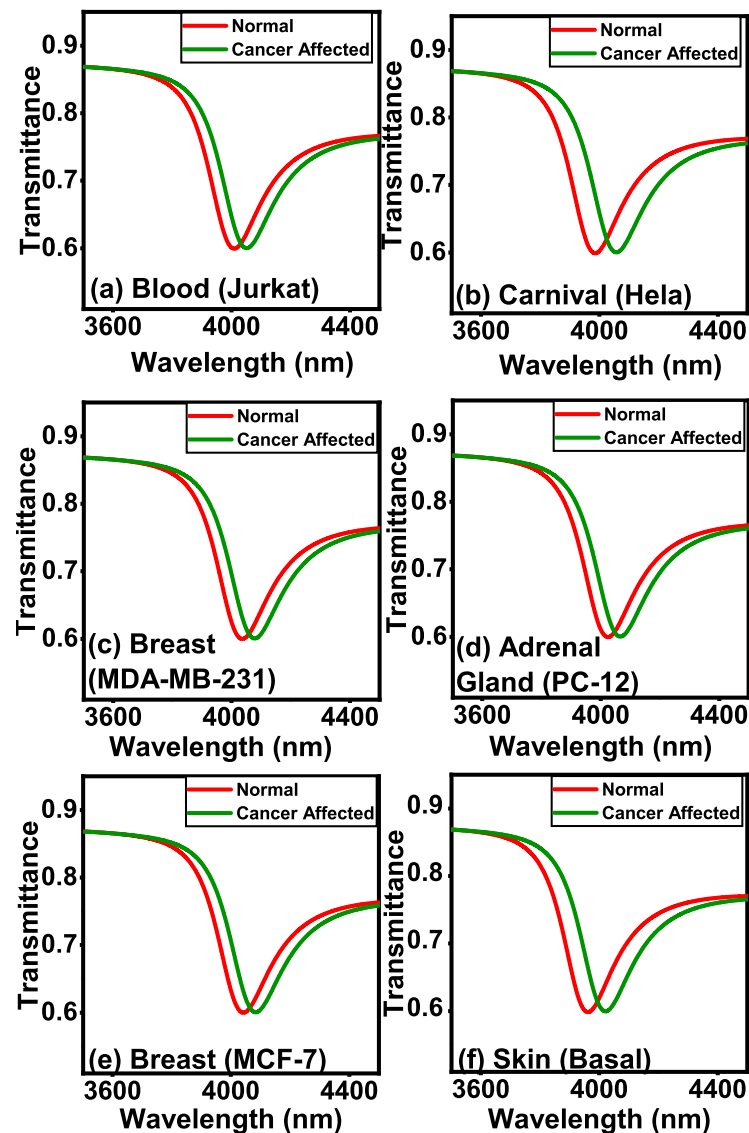 Transmittance
0.9
0.8
0.7
0.6
Normal
Cancer Affected
(a) Blood (Jurkat)
3600
4000
4400
Wavelength (nm)
Transmittance
0.9
0.8
0.7
0.6
Normal
Cancer Affected
(b) Carnival (Hela)
3600
4000
4400
Wavelength (nm)
Transmittance
0.9
0.8
0.7
0.6
Normal
Cancer Affected
(c) Breast
(MDA-MB-231)
3600
4000
4400
Wavelength (nm)
Transmittance
0.9
0.8
0.7
0.6
Normal
Cancer Affected
(d) Adrenal
Gland (PC-12)
3600
4000
4400
Wavelength (nm)
Transmittance
0.9
0.8
0.7
0.6
Normal
Cancer Affected
(e) Breast (MCF-7)
3600
4000
4400
Wavelength (nm)
Transmittance
0.9
0.8
0.7
0.6
Normal
Cancer Affected
(f) Skin (Basal)
3600
4000
4400
Wavelength (nm)